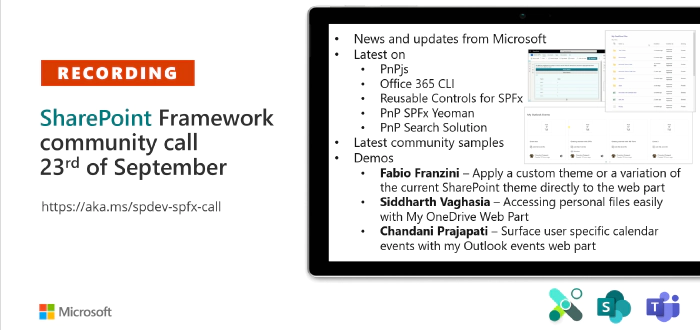 RECORDING
SharePoint Framework
community call
23rd of September
https://aka.ms/spdev-spfx-call
Microsoft
• News and updates from Microsoft
• Latest on
• PnPjs
• Office 365 CLI
• Reusable Controls for SPFx
• PnP SPFx Yeoman
• PnP Search Solution
• Latest community samples
• Demos
• Fabio Franzini – Apply a custom theme or a variation of
the current SharePoint theme directly to the web part
• Siddharth Vaghasia – Accessing personal files easily
with My OneDrive Web Part
• Chandani Prajapati – Surface user specific calendar
events with my Outlook events web part